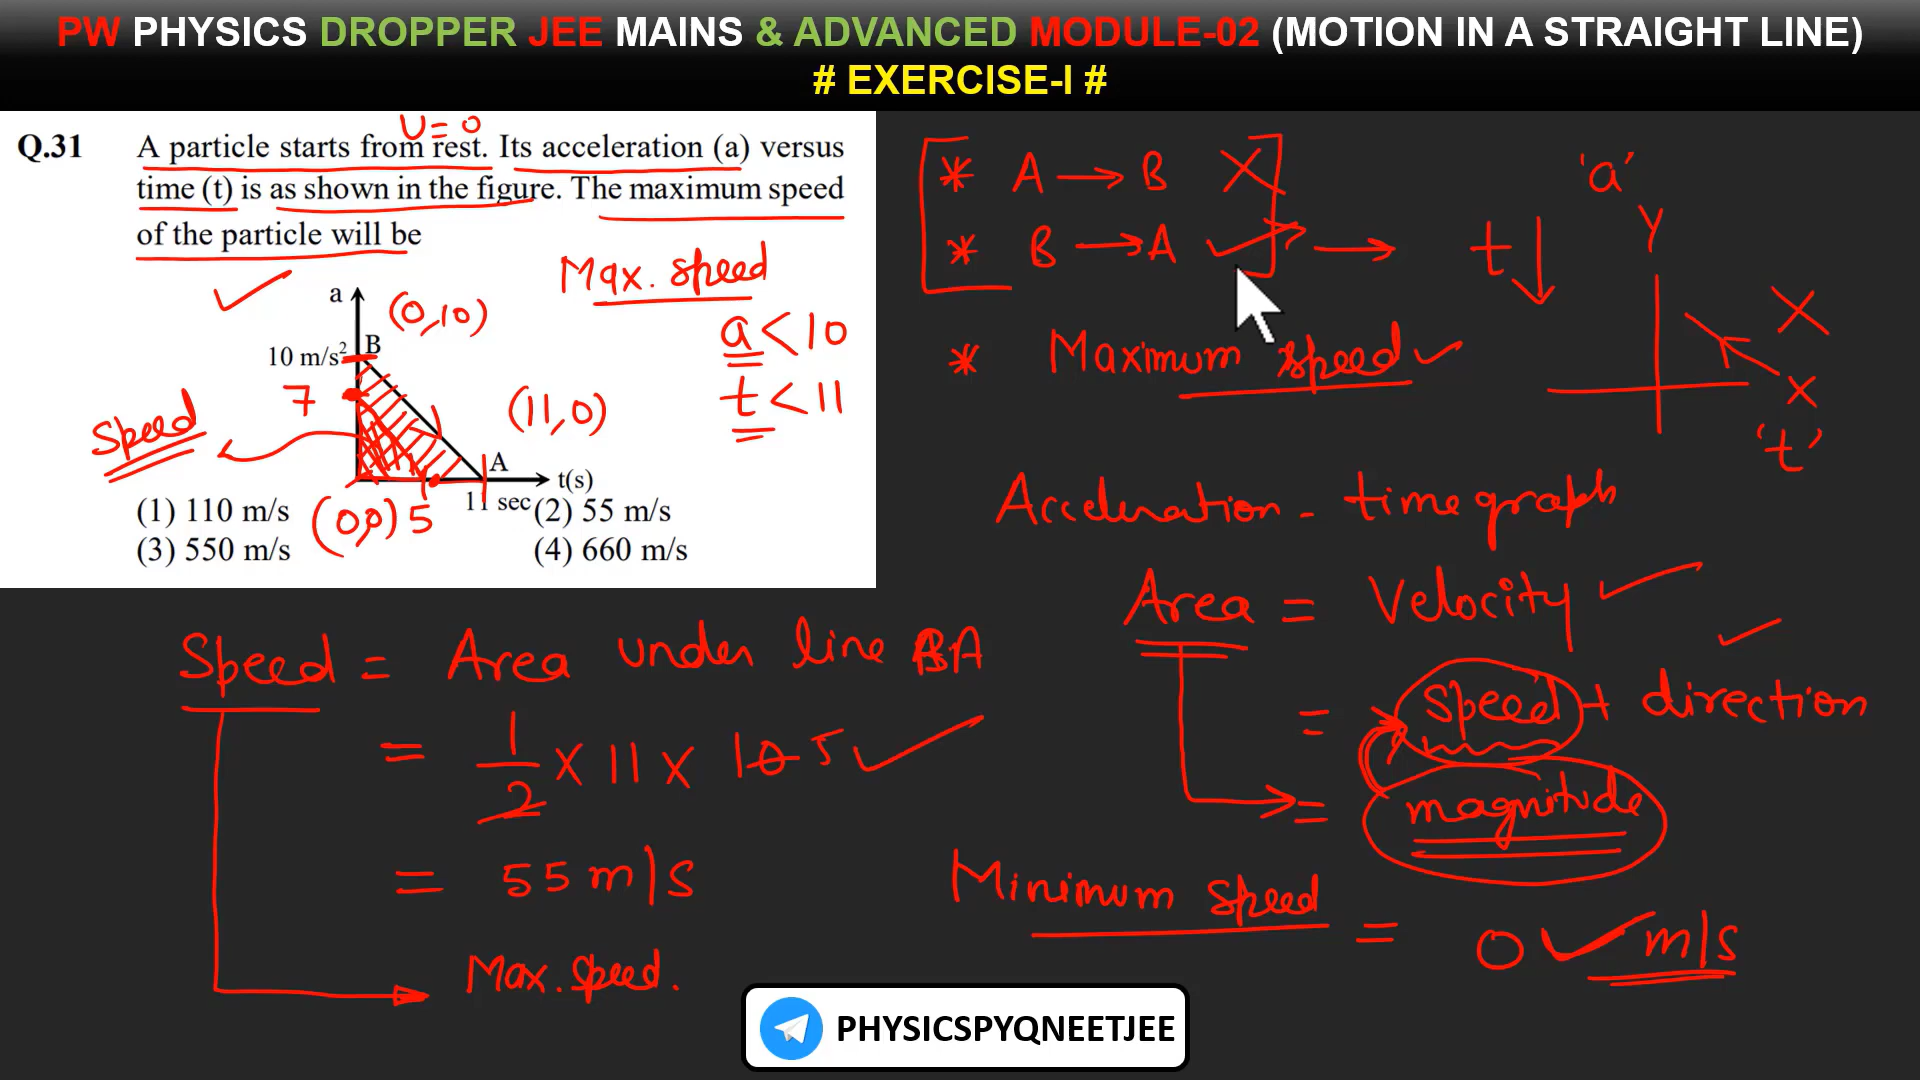 PW PHYSICS DROPPER JEE MAINS & ADVANCED MODULE-02 (MOTION IN A STRAIGHT LINE)
# EXERCISE-I #
Q.31 A particle starts from rest. Its acceleration (a) versus
time (t) is as shown in the figure. The maximum speed
of the particle will be
U = 0
Max. speed
a < 10
t < 11
a
(0,10)
10 m/s² B
7
(11,0)
Speed
A
t(s)
11 sec
(0,0) 5
(1) 110 m/s (2) 55 m/s
(3) 550 m/s (4) 660 m/s
* A → B X
* B → A ✓ → t ↓
* Maximum speed ✓
'a'
y
X
x
't'
Acceleration - time graph
Area = Velocity ✓
= speed + direction
= magnitude
Minimum speed = 0 ✓ m/s
Speed = Area under line BA
= 1/2 × 11 × 10 5 ✓
= 55 m/s
→ Max. speed.
PHYSICSPYQNEETJEE